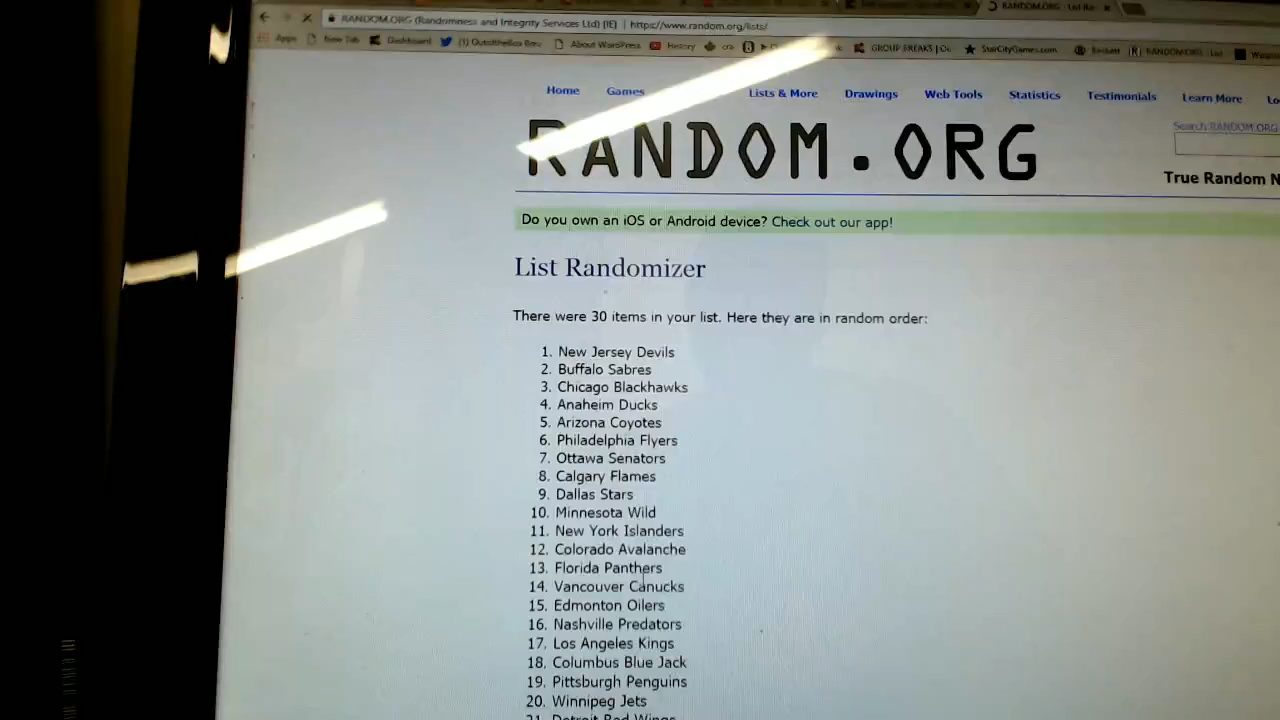 RANDOM.ORG (Randomness and Integrity Services Ltd) [IE] | https://www.random.org/lists/
RANDOM.ORG - List Ra
Apps New Tab Dashboard (1) OutsideTheBox Bre About WordPress History GROUP BREAKS | Ou StarCityGames.com Beckett RANDOM.ORG - List
Home Games Lists & More Drawings Web Tools Statistics Testimonials Learn More Lo
Search RANDOM.ORG
RANDOM.ORG
True Random N
Do you own an iOS or Android device? Check out our app!
List Randomizer
There were 30 items in your list. Here they are in random order:
1. New Jersey Devils
2. Buffalo Sabres
3. Chicago Blackhawks
4. Anaheim Ducks
5. Arizona Coyotes
6. Philadelphia Flyers
7. Ottawa Senators
8. Calgary Flames
9. Dallas Stars
10. Minnesota Wild
11. New York Islanders
12. Colorado Avalanche
13. Florida Panthers
14. Vancouver Canucks
15. Edmonton Oilers
16. Nashville Predators
17. Los Angeles Kings
18. Columbus Blue Jack
19. Pittsburgh Penguins
20. Winnipeg Jets
21. Detroit Red Wings